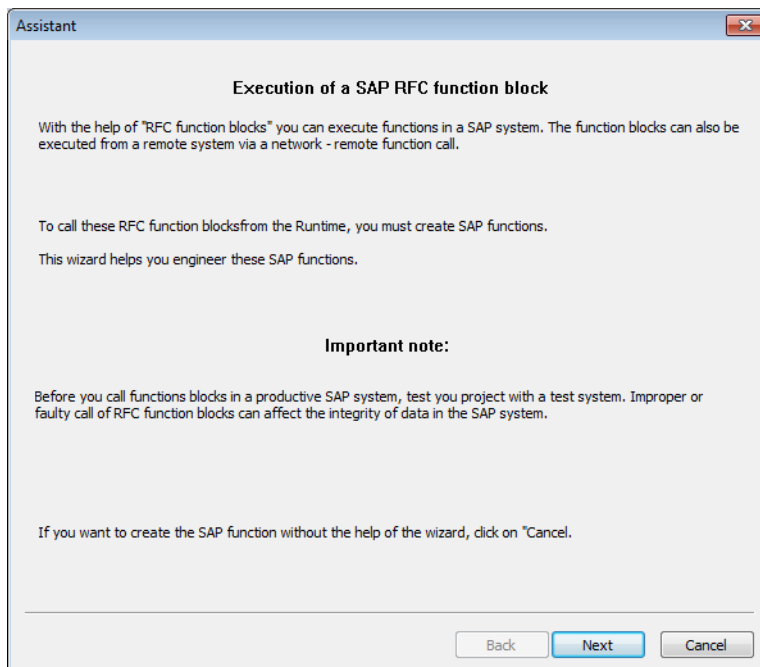 Assistant
Execution of a SAP RFC function block
With the help of "RFC function blocks" you can execute functions in a SAP system. The function blocks can also be
executed from a remote system via a network - remote function call.
To call these RFC function blocksfrom the Runtime, you must create SAP functions.
This wizard helps you engineer these SAP functions.
Important note:
Before you call functions blocks in a productive SAP system, test you project with a test system. Improper or
faulty call of RFC function blocks can affect the integrity of data in the SAP system.
If you want to create the SAP function without the help of the wizard, click on "Cancel.
Back Next Cancel